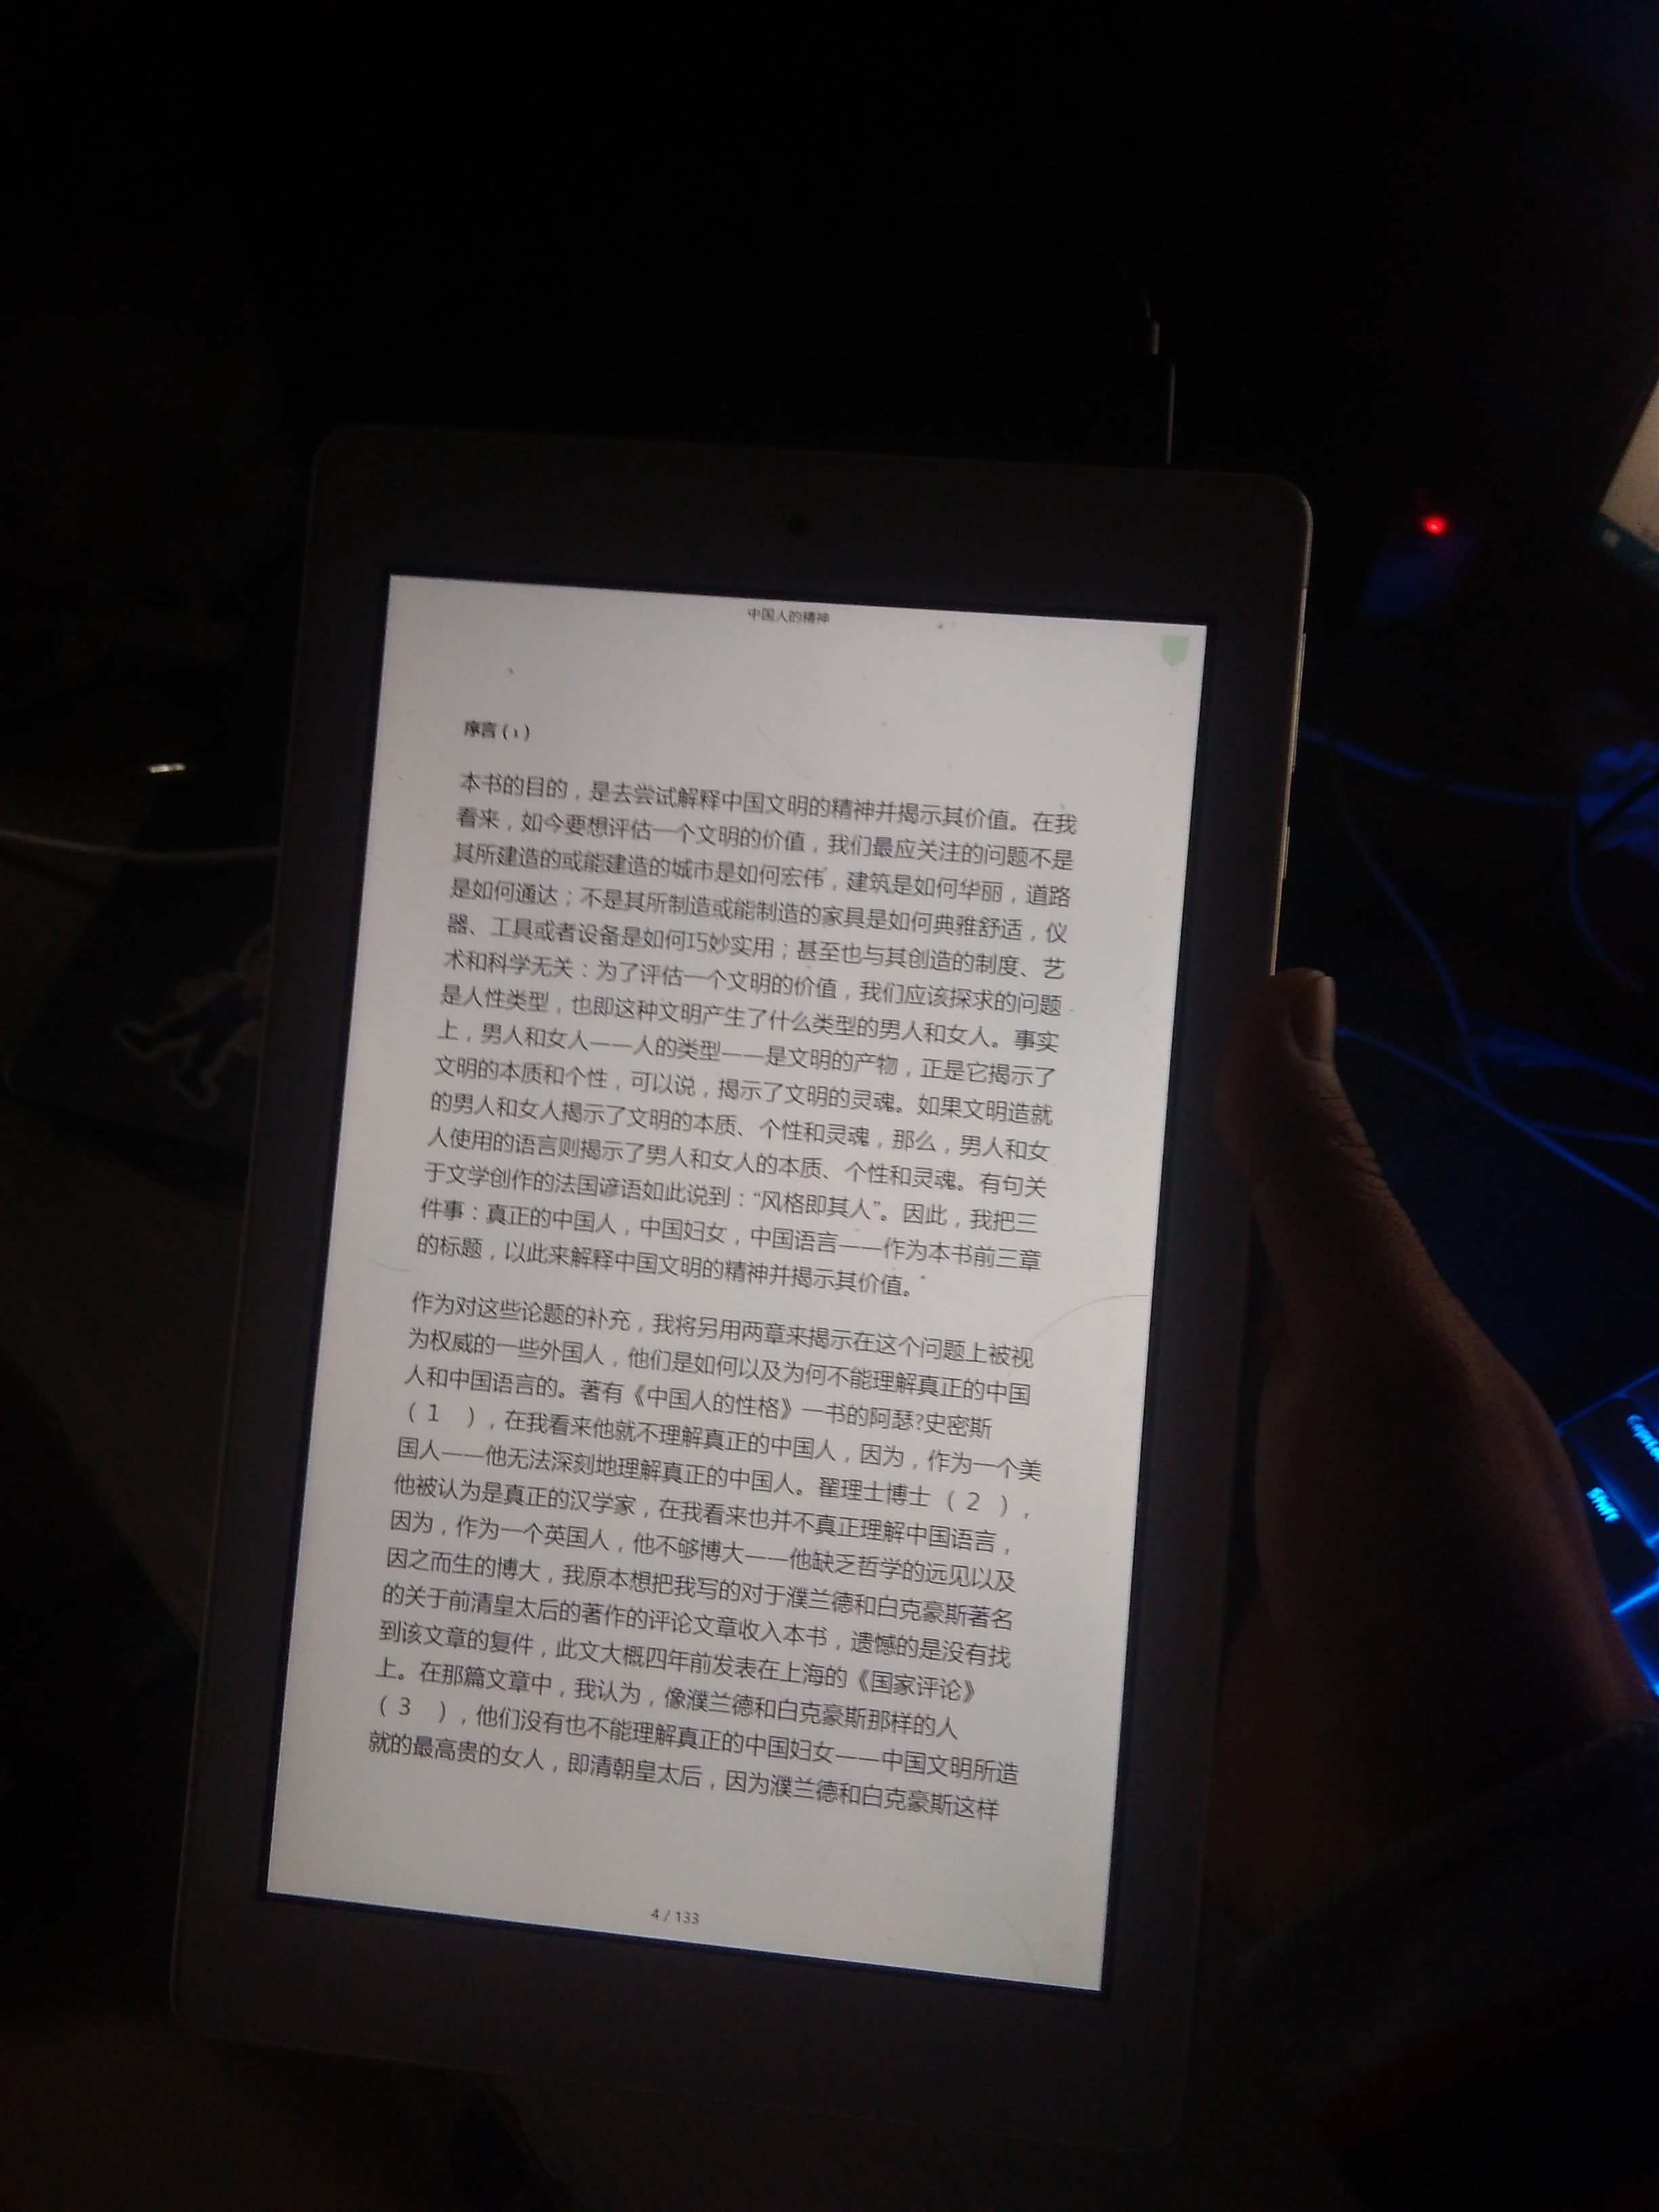 中国人的精神
序言（1）
本书的目的，是去尝试解释中国文明的精神并揭示其价值。在我
看来，如今要想评估一个文明的价值，我们最应关注的问题不是
其所建造的或能建造的城市是如何宏伟，建筑是如何华丽，道路
是如何通达；不是其所制造或能制造的家具是如何典雅舒适，仪
器、工具或者设备是如何巧妙实用；甚至也与其创造的制度、艺
术和科学无关：为了评估一个文明的价值，我们应该探求的问题
是人性类型，也即这种文明产生了什么类型的男人和女人。事实
上，男人和女人——人的类型——是文明的产物，正是它揭示了
文明的本质和个性，可以说，揭示了文明的灵魂。如果文明造就
的男人和女人揭示了文明的本质、个性和灵魂，那么，男人和女
人使用的语言则揭示了男人和女人的本质、个性和灵魂。有句关
于文学创作的法国谚语如此说到：“风格即其人”。因此，我把三
件事：真正的中国人，中国妇女，中国语言——作为本书前三章
的标题，以此来解释中国文明的精神并揭示其价值。
作为对这些论题的补充，我将另用两章来揭示在这个问题上被视
为权威的一些外国人，他们是如何以及为何不能理解真正的中国
人和中国语言的。著有《中国人的性格》一书的阿瑟?史密斯
（1 ），在我看来他就不理解真正的中国人，因为，作为一个美
国人——他无法深刻地理解真正的中国人。翟理士博士（2 ），
他被认为是真正的汉学家，在我看来也并不真正理解中国语言，
因为，作为一个英国人，他不够博大——他缺乏哲学的远见以及
因之而生的博大，我原本想把我写的对于濮兰德和白克豪斯著名
的关于前清皇太后的著作的评论文章收入本书，遗憾的是没有找
到该文章的复件，此文大概四年前发表在上海的《国家评论》
上。在那篇文章中，我认为，像濮兰德和白克豪斯那样的人
（3 ），他们没有也不能理解真正的中国妇女——中国文明所造
就的最高贵的女人，即清朝皇太后，因为濮兰德和白克豪斯这样
4 / 133
Shift